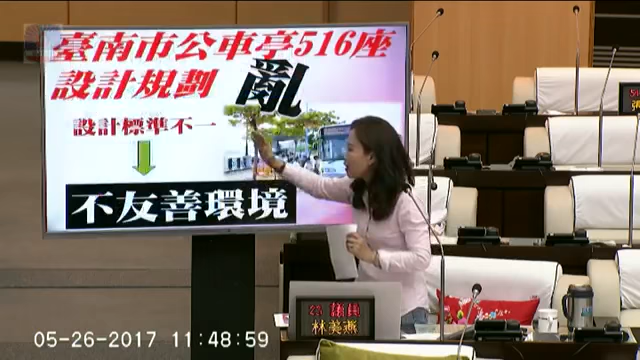 臺南市公車亭516座
設計規劃
亂
設計標準不一
不友善環境
議員
林美燕
05-26-2017 11:48:59